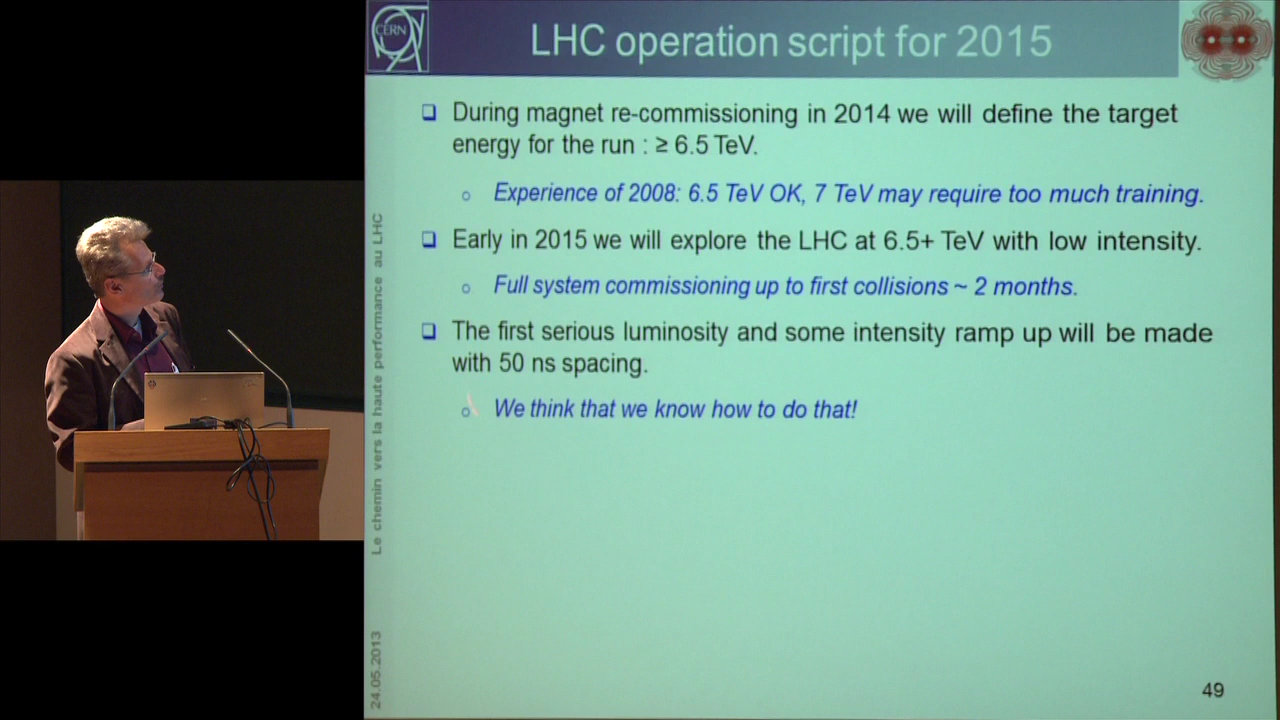 CERN
LHC operation script for 2015
During magnet re-commissioning in 2014 we will define the target
energy for the run : ≥ 6.5 TeV.
Experience of 2008: 6.5 TeV OK, 7 TeV may require too much training.
Early in 2015 we will explore the LHC at 6.5+ TeV with low intensity.
Full system commissioning up to first collisions ~ 2 months.
The first serious luminosity and some intensity ramp up will be made
with 50 ns spacing.
We think that we know how to do that!
Le chemin vers la haute performance au LHC
24.05.2013
49